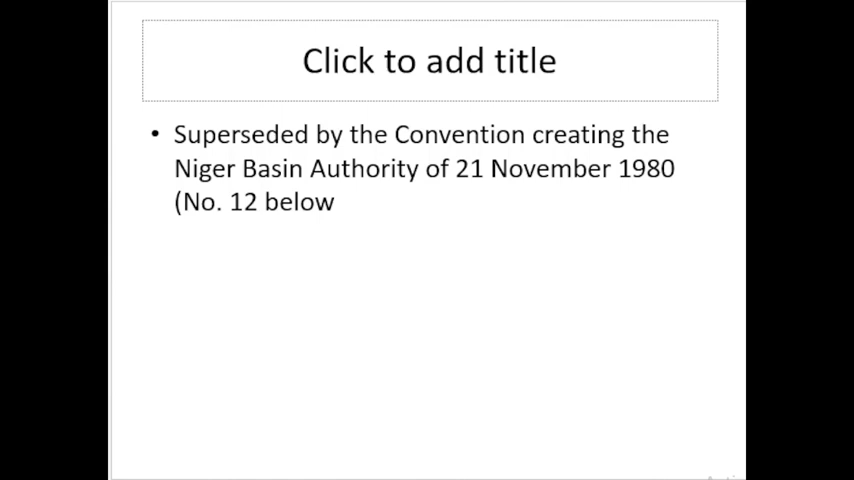 Click to add title
• Superseded by the Convention creating the
Niger Basin Authority of 21 November 1980
(No. 12 below